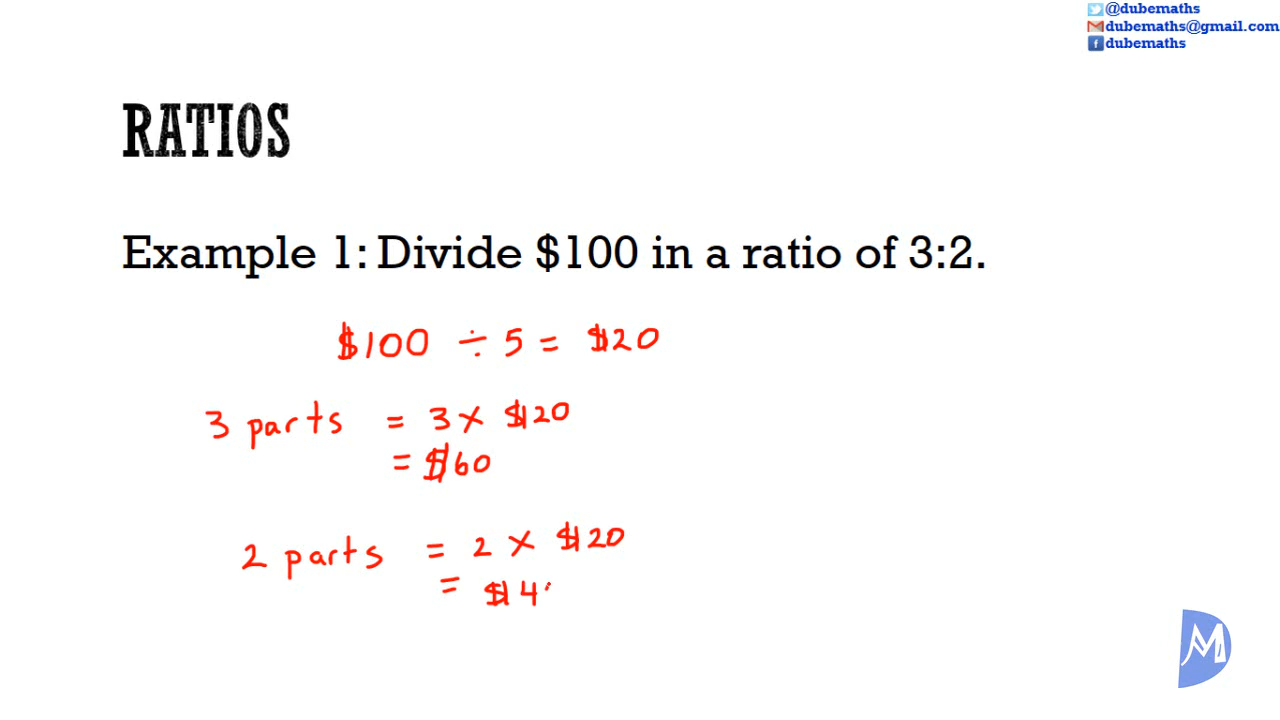 @dubemaths
dubemaths@gmail.com
dubemaths
RATIOS
Example 1: Divide $100 in a ratio of 3:2.
$100 ÷ 5 = $20
3 parts = 3 × $20
= $60
2 parts = 2 × $20
= $4
M